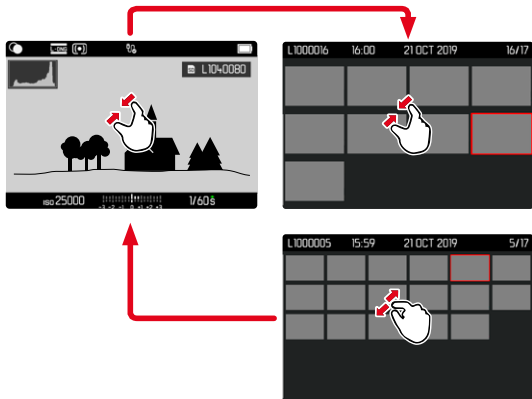 L-DNG
L1040080
ISO 25000
-3 -2 -1 0 +1 +2 +3
1/60s
L1000016 16:00 21 OCT 2019 16/17
L1000005 15:59 21 OCT 2019 5/17